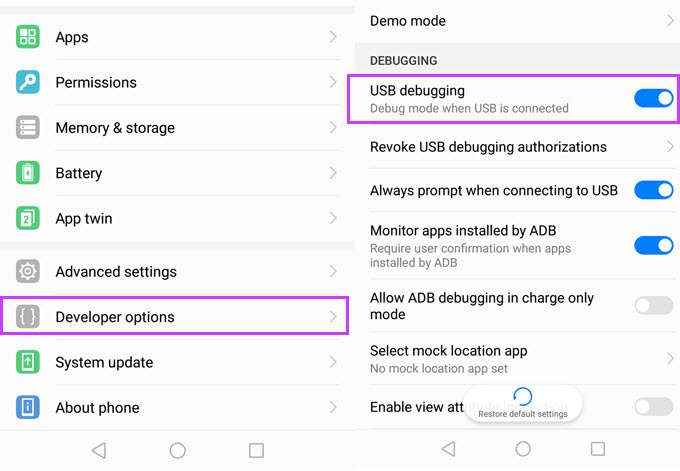 Apps
Permissions
Memory & storage
Battery
2
App twin
Advanced settings
{ }
Developer options
System update
About phone
Demo mode
DEBUGGING
USB debugging
Debug mode when USB is connected
Revoke USB debugging authorizations
Always prompt when connecting to USB
Monitor apps installed by ADB
Require user confirmation when apps
installed by ADB
Allow ADB debugging in charge only
mode
Select mock location app
No mock location app set
Enable view
Restore default settings